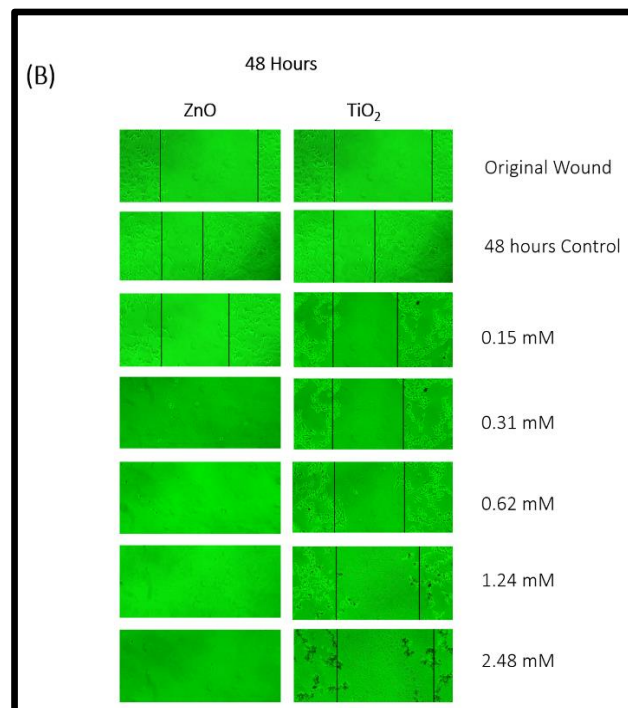 (B)
48 Hours
ZnO
TiO₂
Original Wound
48 hours Control
0.15 mM
0.31 mM
0.62 mM
1.24 mM
2.48 mM